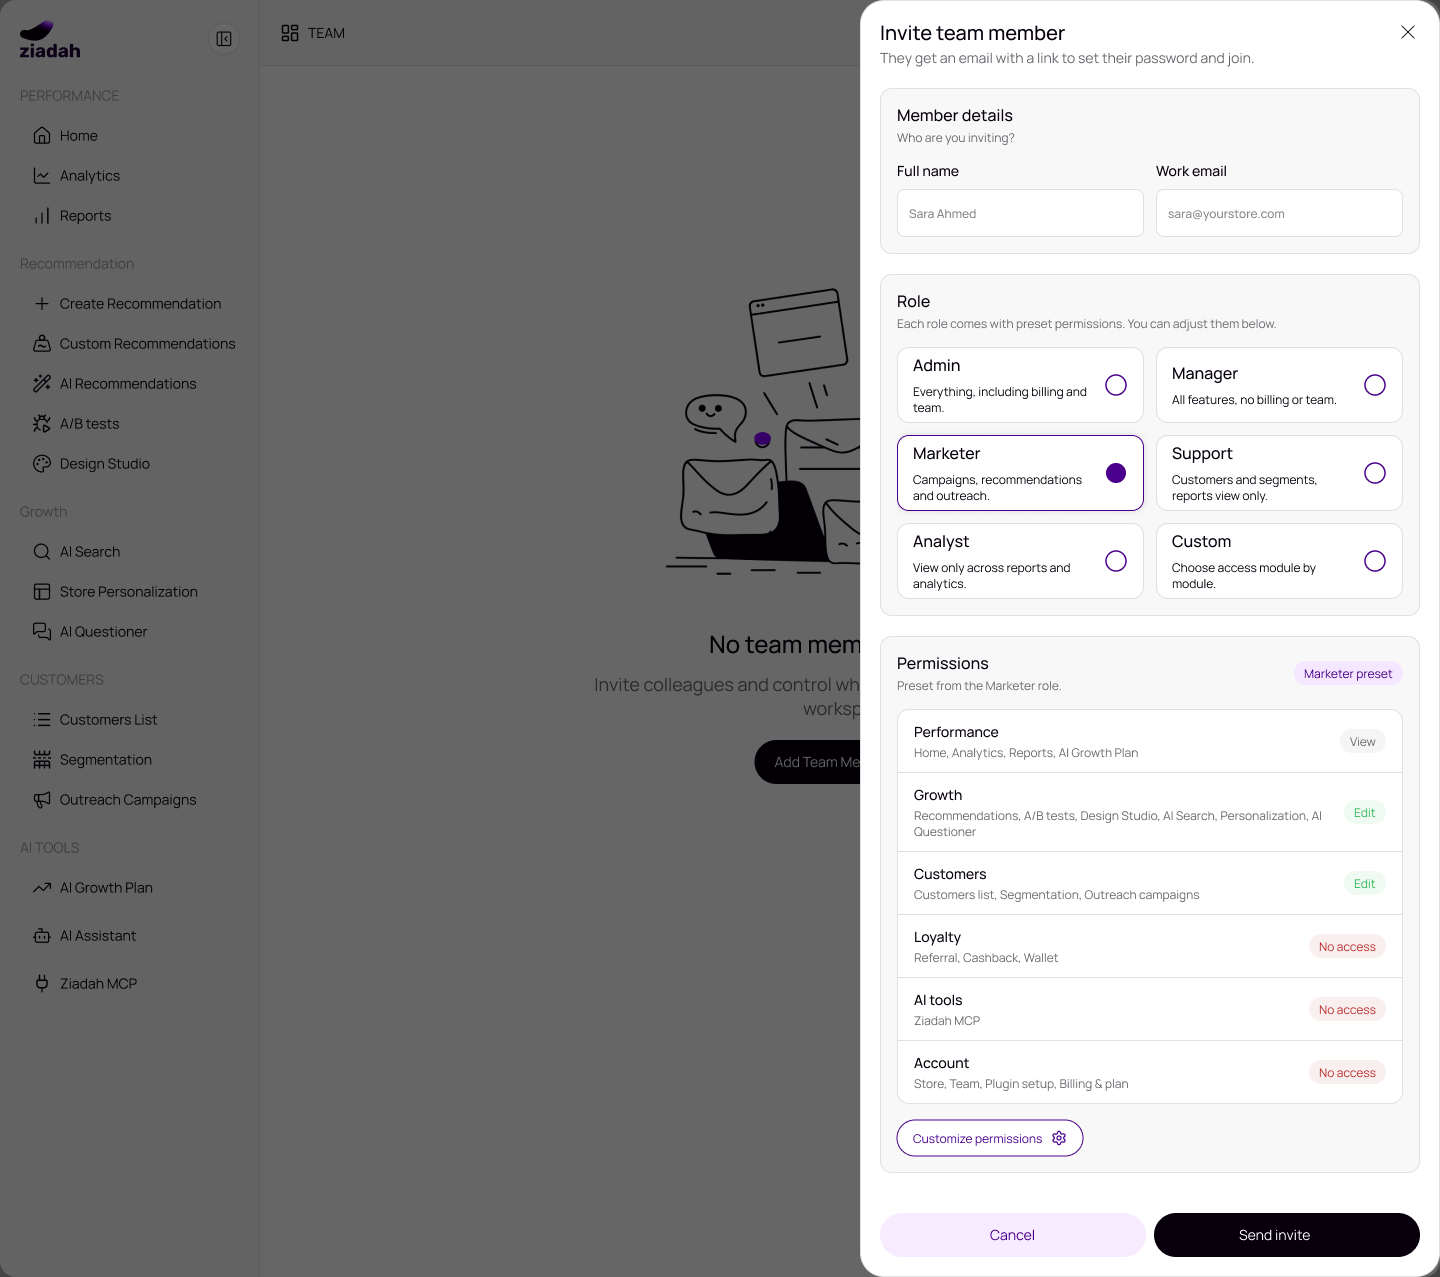 ziadah
PERFORMANCE
Home
Analytics
Reports
Recommendation
Create Recommendation
Custom Recommendations
AI Recommendations
A/B tests
Design Studio
Growth
AI Search
Store Personalization
AI Questioner
CUSTOMERS
Customers List
Segmentation
Outreach Campaigns
AI TOOLS
AI Growth Plan
AI Assistant
Ziadah MCP
TEAM
No team mem
Invite colleagues and control wh
worksp
Add Team Me
Invite team member
They get an email with a link to set their password and join.
Member details
Who are you inviting?
Full name
Work email
Sara Ahmed
sara@yourstore.com
Role
Each role comes with preset permissions. You can adjust them below.
Admin
Everything, including billing and
team.
Manager
All features, no billing or team.
Marketer
Campaigns, recommendations
and outreach.
Support
Customers and segments,
reports view only.
Analyst
View only across reports and
analytics.
Custom
Choose access module by
module.
Permissions
Preset from the Marketer role.
Marketer preset
Performance
Home, Analytics, Reports, AI Growth Plan
View
Growth
Recommendations, A/B tests, Design Studio, AI Search, Personalization, AI
Questioner
Edit
Customers
Customers list, Segmentation, Outreach campaigns
Edit
Loyalty
Referral, Cashback, Wallet
No access
AI tools
Ziadah MCP
No access
Account
Store, Team, Plugin setup, Billing & plan
No access
Customize permissions
Cancel
Send invite